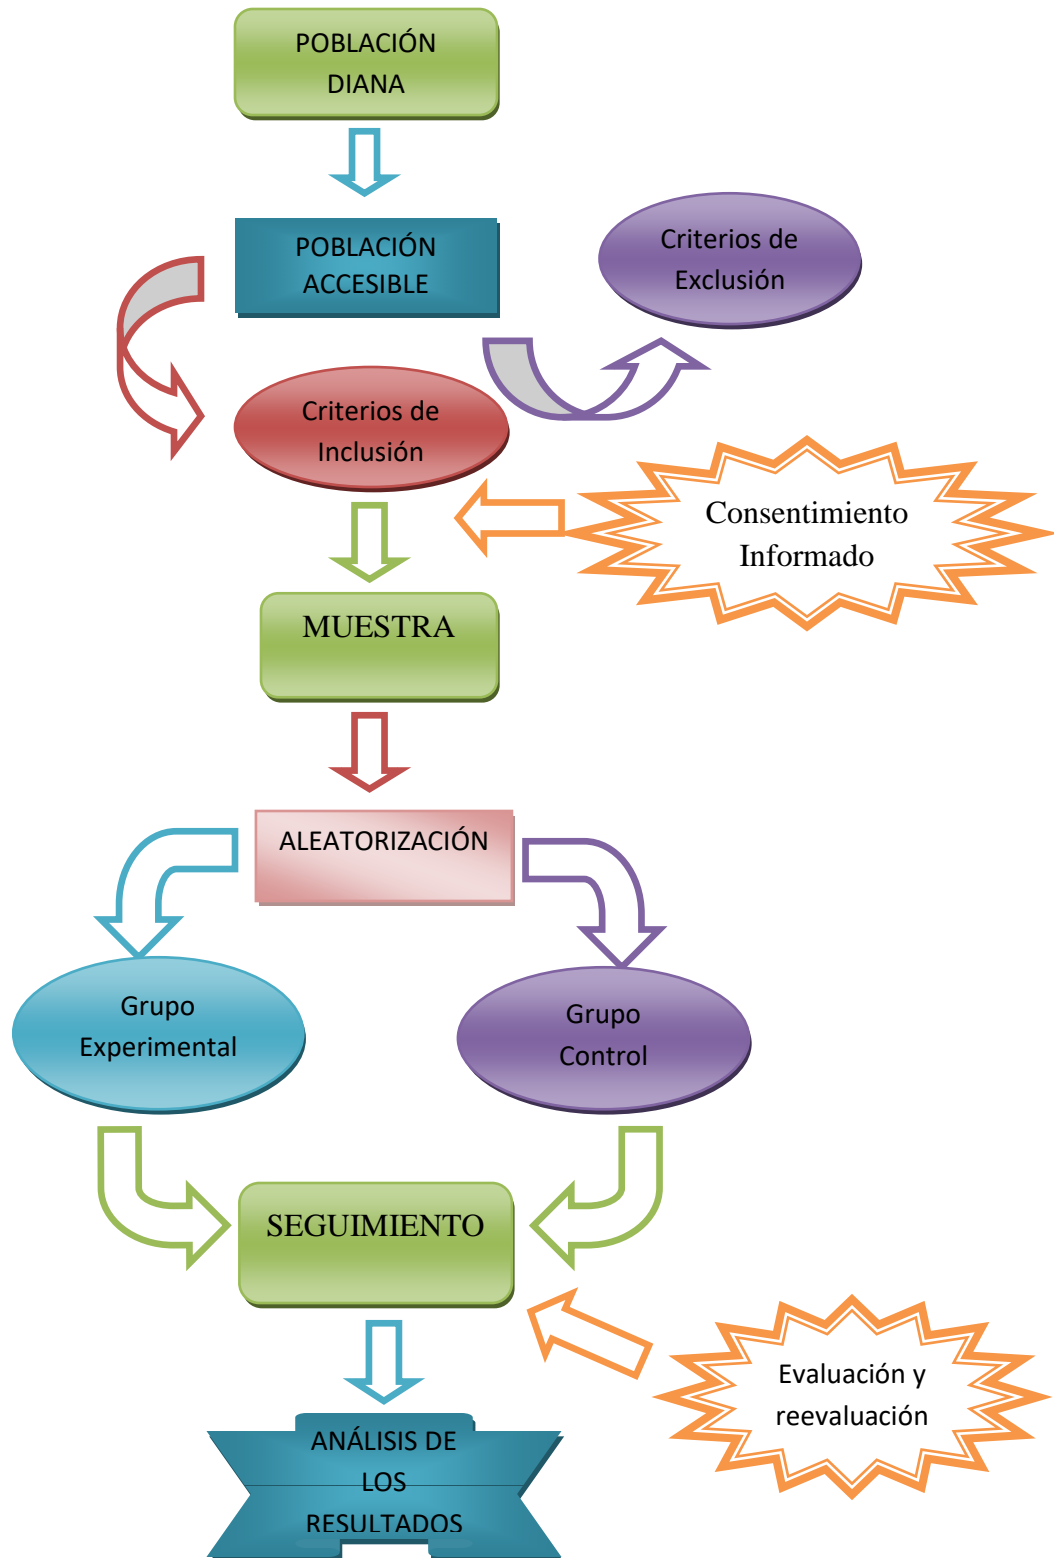 POBLACIÓN
DIANA
POBLACIÓN
ACCESIBLE
Criterios de
Exclusión
Criterios de
Inclusión
Consentimiento
Informado
MUESTRA
ALEATORIZACIÓN
Grupo
Experimental
Grupo
Control
SEGUIMIENTO
Evaluación y
reevaluación
ANÁLISIS DE
LOS
RESULTADOS